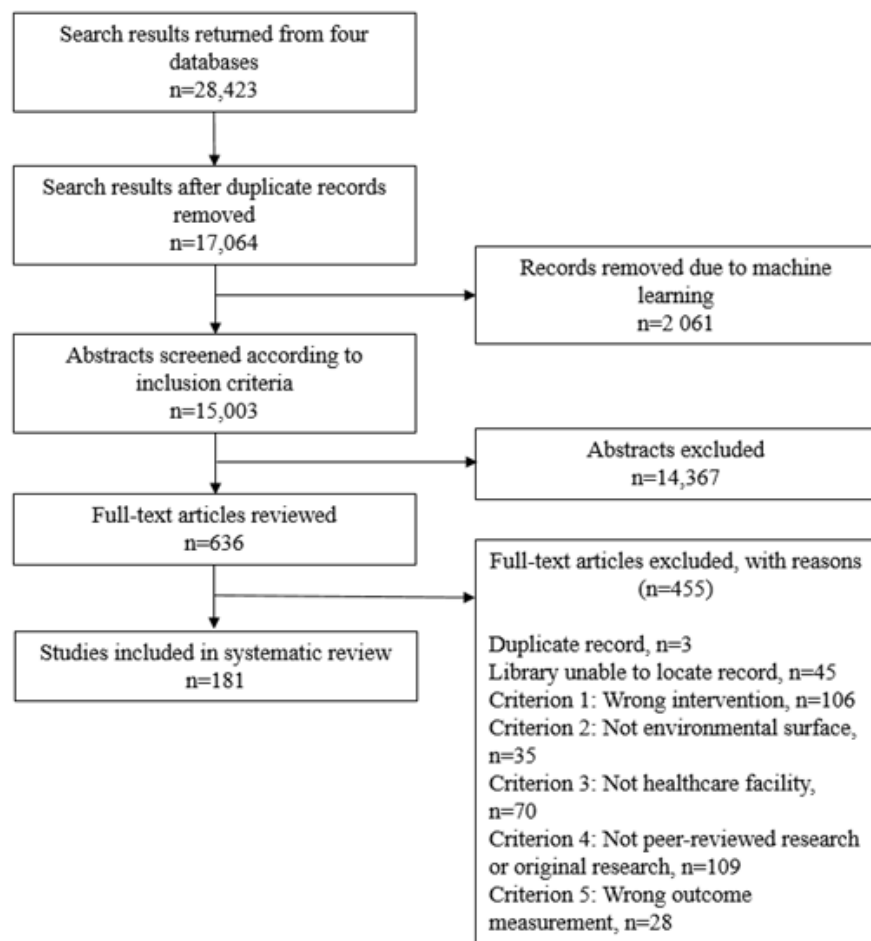 Search results returned from four
databases
n=28,423
Search results after duplicate records
removed
n=17,064
Records removed due to machine
learning
n=2 061
Abstracts screened according to
inclusion criteria
n=15,003
Abstracts excluded
n=14,367
Full-text articles reviewed
n=636
Full-text articles excluded, with reasons
(n=455)
Duplicate record, n=3
Library unable to locate record, n=45
Criterion 1: Wrong intervention, n=106
Criterion 2: Not environmental surface,
n=35
Criterion 3: Not healthcare facility,
n=70
Criterion 4: Not peer-reviewed research
or original research, n=109
Criterion 5: Wrong outcome
measurement, n=28
Studies included in systematic review
n=181